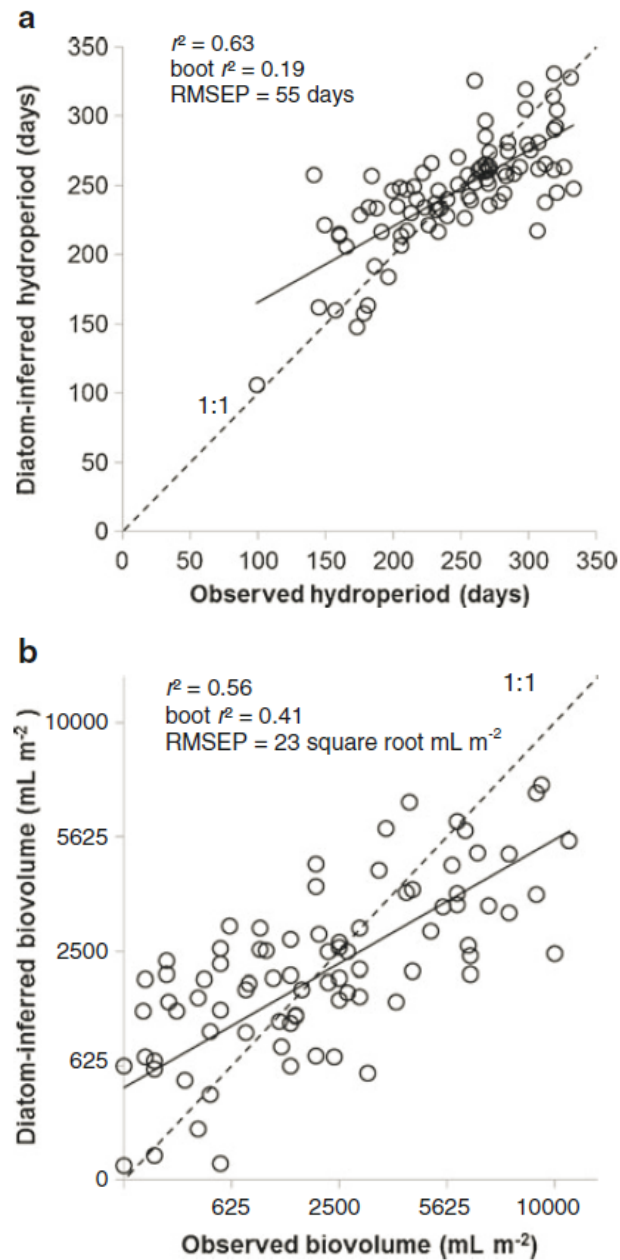 a
r² = 0.63
boot r² = 0.19
RMSEP = 55 days
350
300
250
200
150
100
50
0
Diatom-inferred hydroperiod (days)
1:1
0 50 100 150 200 250 300 350
Observed hydroperiod (days)
b
r² = 0.56
boot r² = 0.41
RMSEP = 23 square root mL m⁻²
1:1
10000
5625
2500
625
0
Diatom-inferred biovolume (mL m⁻²)
625 2500 5625 10000
Observed biovolume (mL m⁻²)